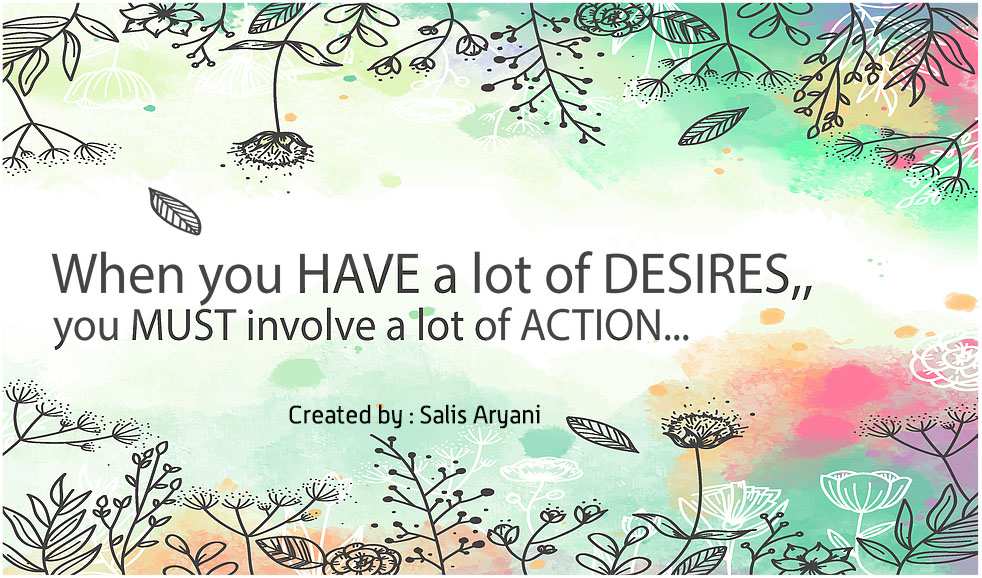 When you HAVE a lot of DESIRES,,
you MUST involve a lot of ACTION...
Created by : Salis Aryani